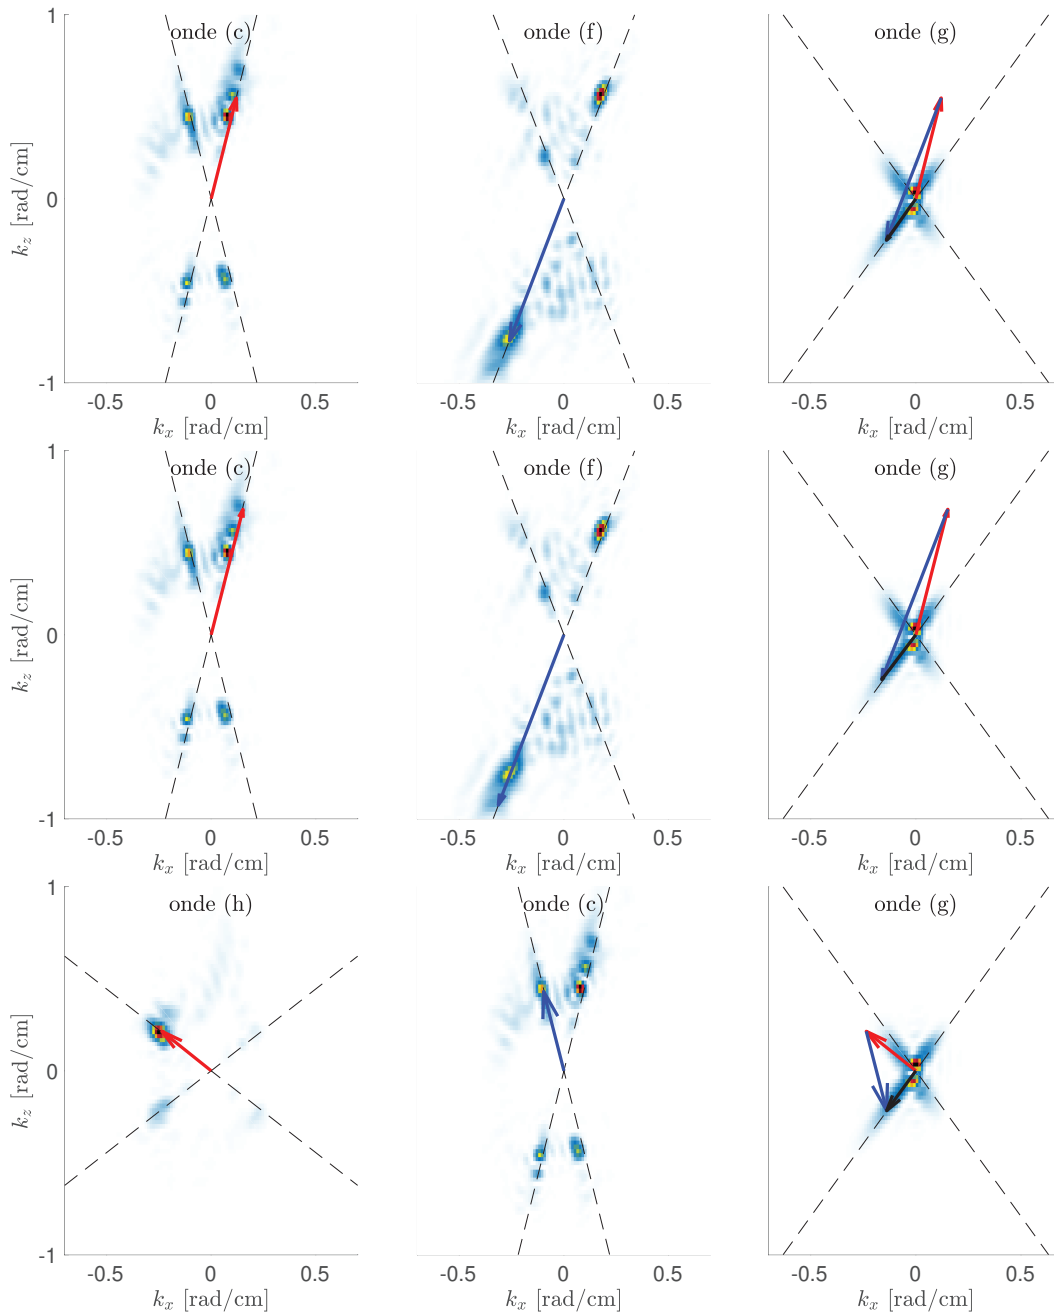 onde (c) onde (f) onde (g)
1
0
-1
k_z [rad/cm]
-0.5 0 0.5 -0.5 0 0.5 -0.5 0 0.5
k_x [rad/cm] k_x [rad/cm] k_x [rad/cm]
onde (c) onde (f) onde (g)
1
0
-1
k_z [rad/cm]
-0.5 0 0.5 -0.5 0 0.5 -0.5 0 0.5
k_x [rad/cm] k_x [rad/cm] k_x [rad/cm]
onde (h) onde (c) onde (g)
1
0
-1
k_z [rad/cm]
-0.5 0 0.5 -0.5 0 0.5 -0.5 0 0.5
k_x [rad/cm] k_x [rad/cm] k_x [rad/cm]